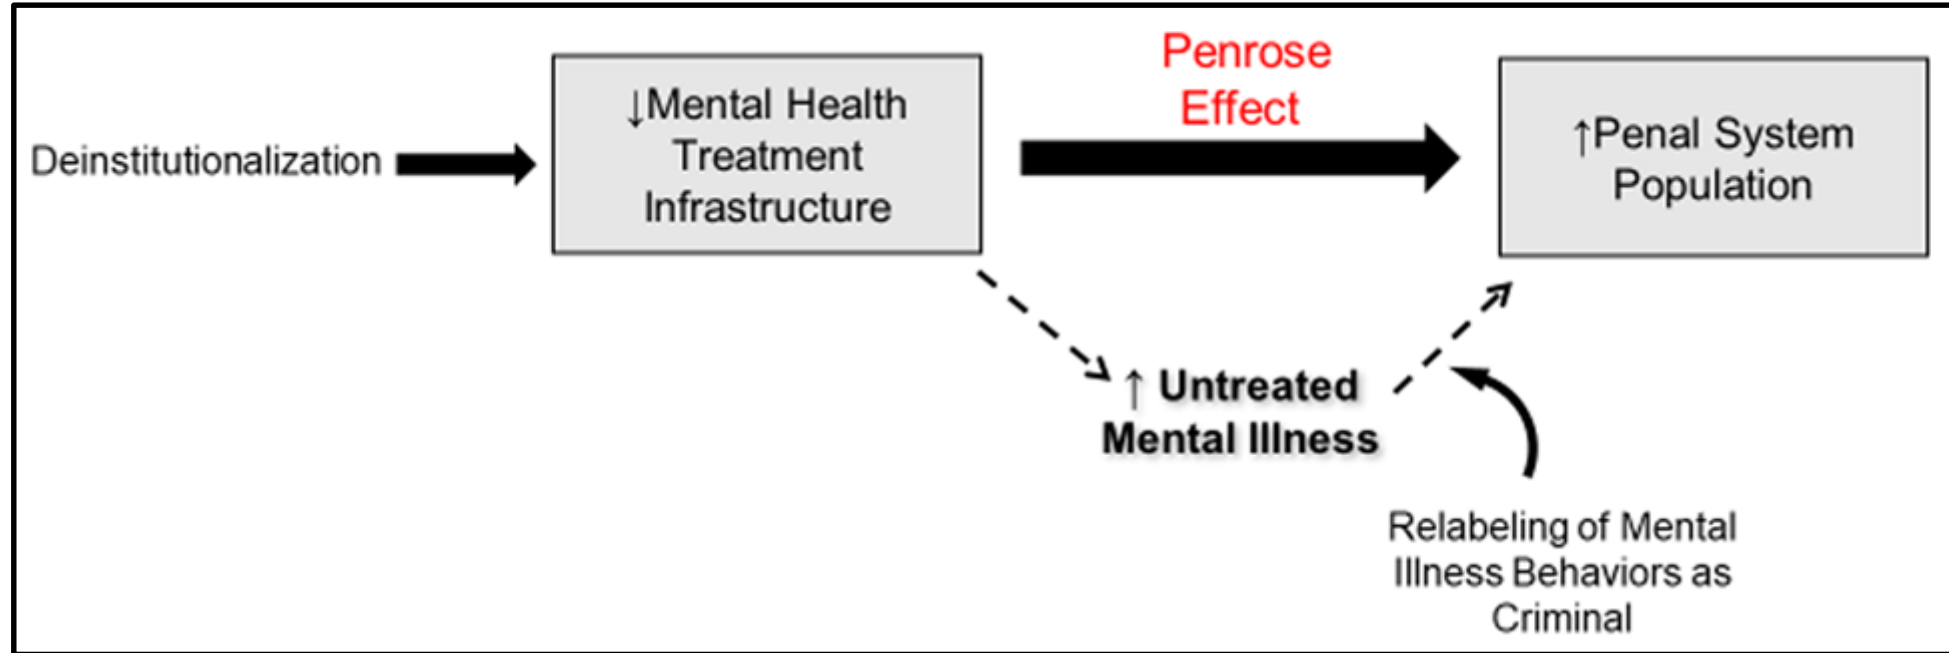 Deinstitutionalization
↓Mental Health
Treatment
Infrastructure
Penrose
Effect
↑Penal System
Population
↑ Untreated
Mental Illness
Relabeling of Mental
Illness Behaviors as
Criminal